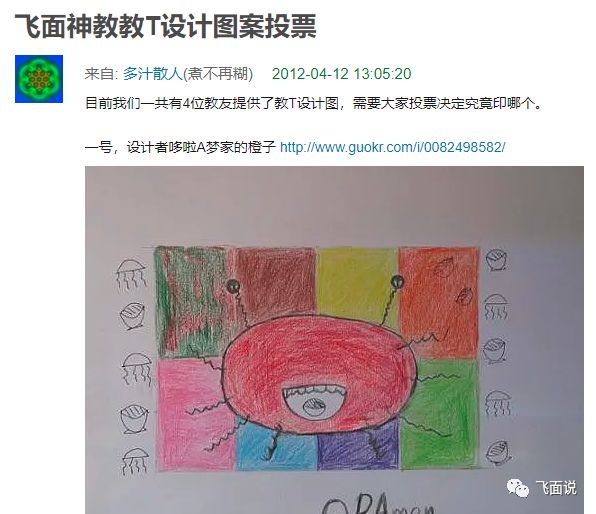 飞面神教教T设计图案投票
来自: 多汁散人(煮不再糊) 2012-04-12 13:05:20
目前我们一共有4位教友提供了教T设计图，需要大家投票决定究竟印哪个。
一号，设计者哆啦A梦家的橙子 http://www.guokr.com/i/0082498582/
飞面说